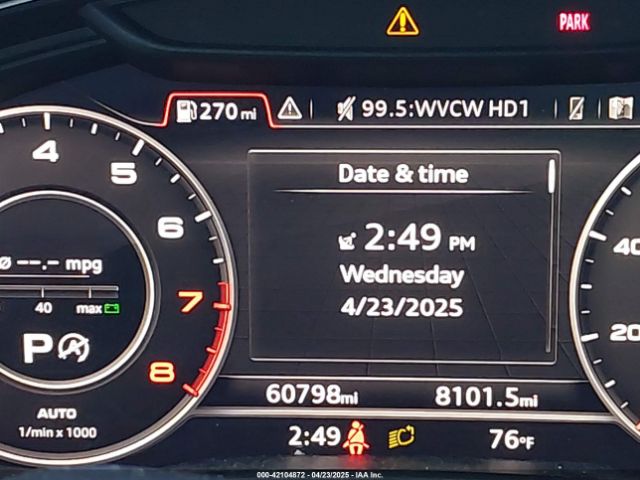 PARK
270 mi
99.5:WVCW HD1
Date & time
2:49 PM
Wednesday
4/23/2025
4
5
6
7
8
Ø --.- mpg
40 max
P A
AUTO
1/min x 1000
40
20
60798mi 8101.5mi
2:49 76°F
000-42104872 - 04/23/2025 - IAA Inc.